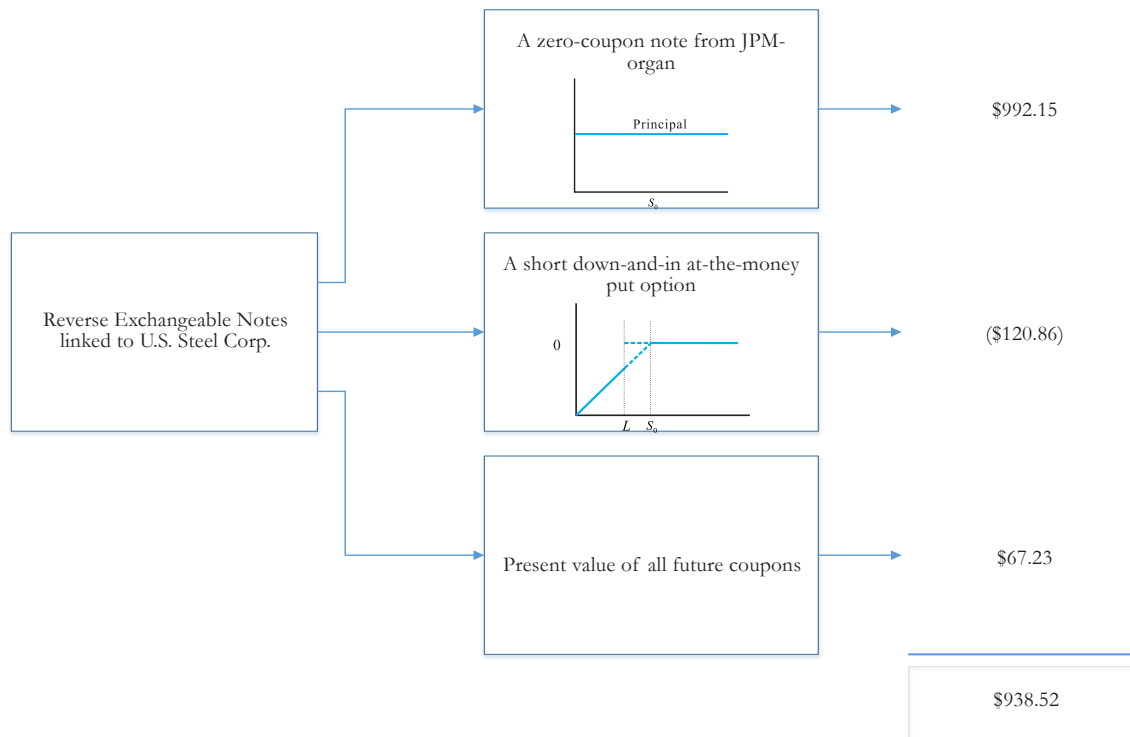 A zero-coupon note from JPM-
organ
Principal
S₀
$992.15
Reverse Exchangeable Notes
linked to U.S. Steel Corp.
A short down-and-in at-the-money
put option
0
L S₀
($120.86)
Present value of all future coupons
$67.23
$938.52